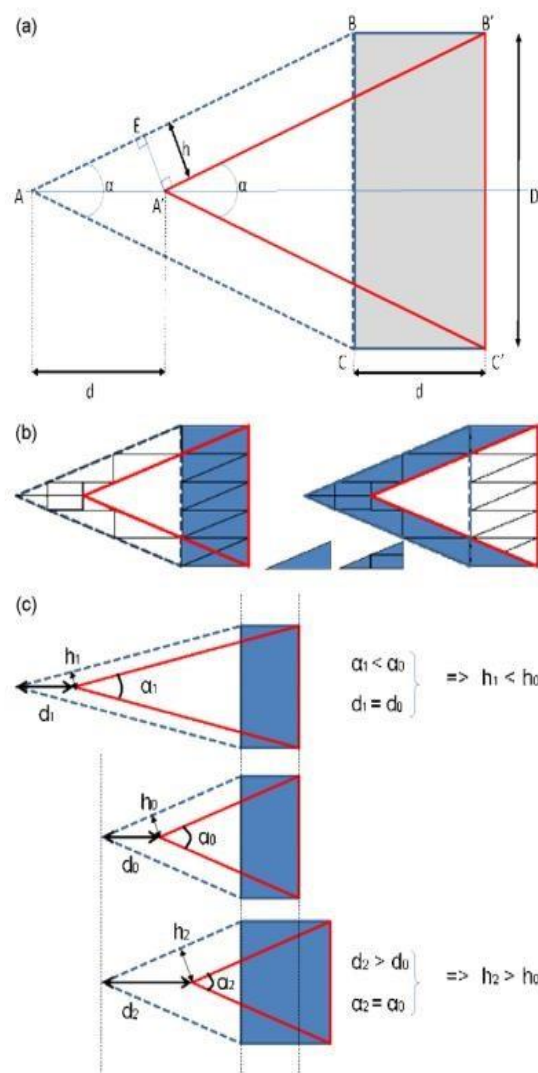 (a)
B
B'
E
h
A
α
A'
α
D
C
C'
d
d
(b)
(c)
h₁
α₁
d₁
α₁ < α₀
d₁ = d₀
=> h₁ < h₀
h₀
α₀
d₀
h₂
α₂
d₂
d₂ > d₀
α₂ = α₀
=> h₂ > h₀